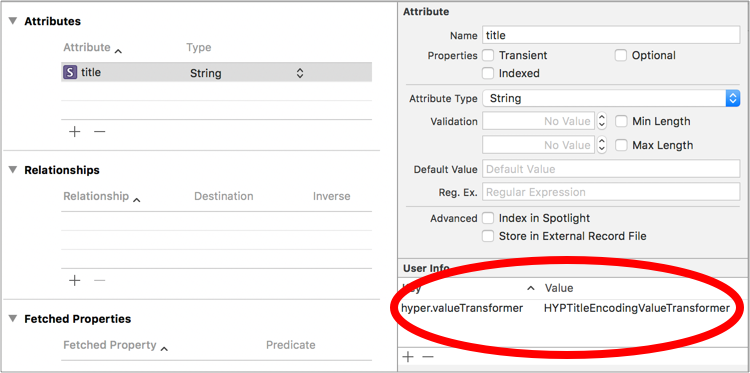 Attributes
Attribute Type
S title String
+ −
Relationships
Relationship Destination Inverse
+ −
Fetched Properties
Fetched Property Predicate
Attribute
Name title
Properties Transient Optional
Indexed
Attribute Type String
Validation No Value Min Length
No Value Max Length
Default Value Default Value
Reg. Ex. Regular Expression
Advanced Index in Spotlight
Store in External Record File
User Info
Key Value
hyper.valueTransformer HYPTitleEncodingValueTransformer
+ −